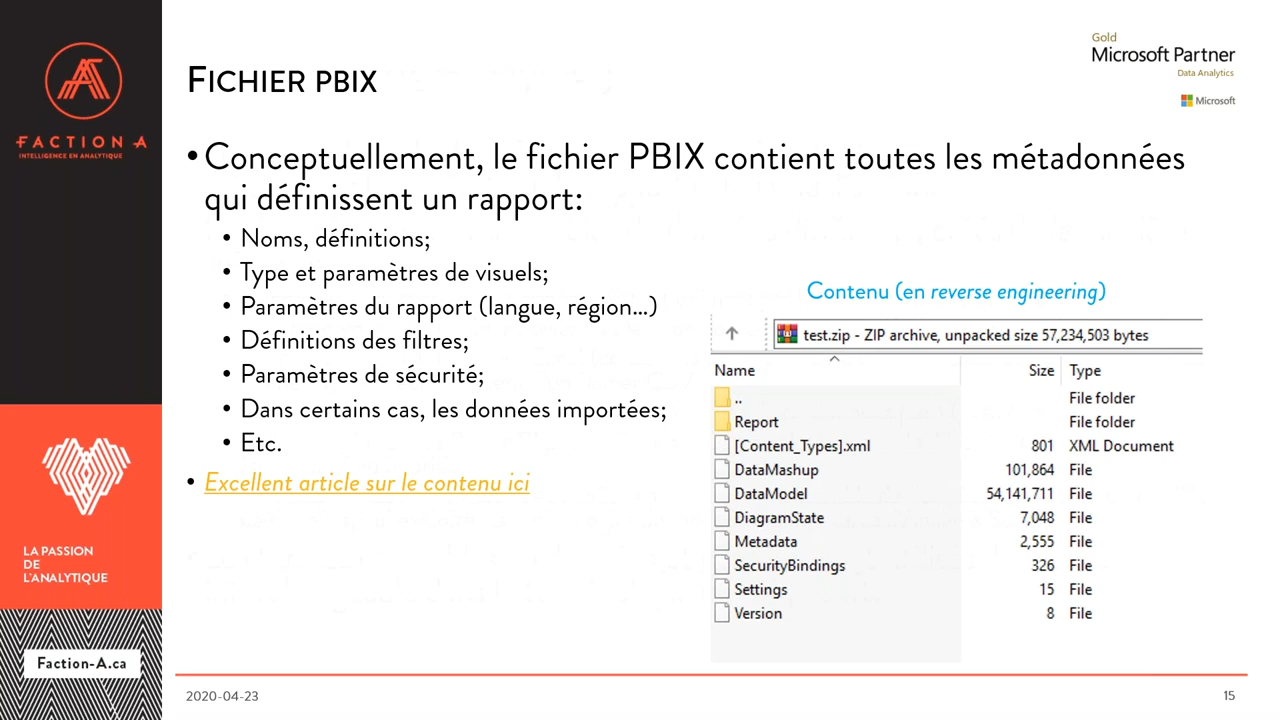 FACTION A
INTELLIGENCE EN ANALYTIQUE
Gold
Microsoft Partner
Data Analytics
Microsoft
FICHIER PBIX
• Conceptuellement, le fichier PBIX contient toutes les métadonnées
qui définissent un rapport:
• Noms, définitions;
• Type et paramètres de visuels;
• Paramètres du rapport (langue, région...)
• Définitions des filtres;
• Paramètres de sécurité;
• Dans certains cas, les données importées;
• Etc.
• Excellent article sur le contenu ici
Contenu (en reverse engineering)
test.zip - ZIP archive, unpacked size 57,234,503 bytes
Name Size Type
.. File folder
Report File folder
[Content_Types].xml 801 XML Document
DataMashup 101,864 File
DataModel 54,141,711 File
DiagramState 7,048 File
Metadata 2,555 File
SecurityBindings 326 File
Settings 15 File
Version 8 File
LA PASSION
DE
L'ANALYTIQUE
Faction-A.ca
2020-04-23
15